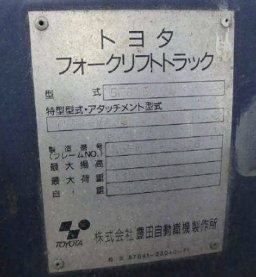 トヨタ
フォークリフトトラック
型式
特型型式・アタッチメント型式
製造番号
(フレームNO.)
最大揚高
最大荷重
自重
TOYOTA
株式会社 豊田自動織機製作所